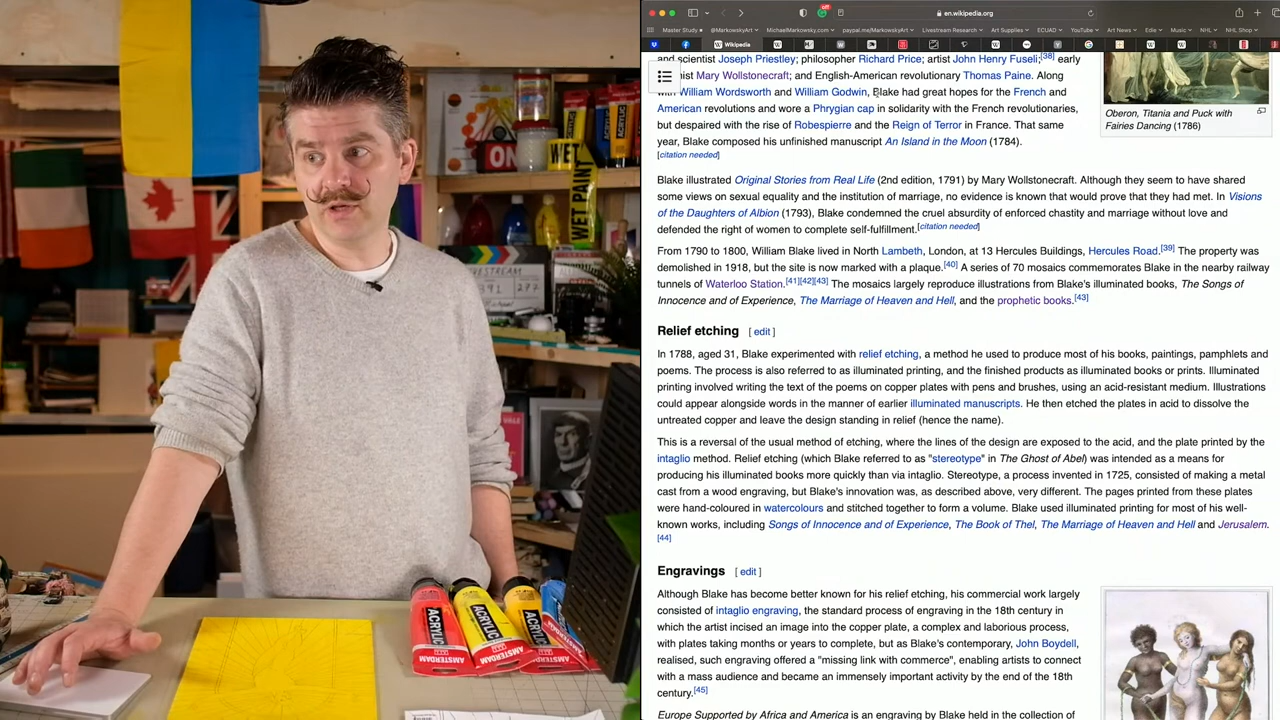 en.wikipedia.org
Master Study
@MarkowskyArt
MichaelMarkowsky.com
paypal.me/MarkowskyArt
Livestream Research
Art Supplies
ECUAD
YouTube
Art News
Edie
Music
NHL
NHL Shop
Wikipedia
and scientist Joseph Priestley; philosopher Richard Price; artist John Henry Fuseli;[38] early
nist Mary Wollstonecraft; and English-American revolutionary Thomas Paine. Along
with William Wordsworth and William Godwin, Blake had great hopes for the French and
American revolutions and wore a Phrygian cap in solidarity with the French revolutionaries,
but despaired with the rise of Robespierre and the Reign of Terror in France. That same
year, Blake composed his unfinished manuscript An Island in the Moon (1784).
[citation needed]
Oberon, Titania and Puck with
Fairies Dancing (1786)
Blake illustrated Original Stories from Real Life (2nd edition, 1791) by Mary Wollstonecraft. Although they seem to have shared
some views on sexual equality and the institution of marriage, no evidence is known that would prove that they had met. In Visions
of the Daughters of Albion (1793), Blake condemned the cruel absurdity of enforced chastity and marriage without love and
defended the right of women to complete self-fulfillment.[citation needed]
From 1790 to 1800, William Blake lived in North Lambeth, London, at 13 Hercules Buildings, Hercules Road.[39] The property was
demolished in 1918, but the site is now marked with a plaque.[40] A series of 70 mosaics commemorates Blake in the nearby railway
tunnels of Waterloo Station.[41][42][43] The mosaics largely reproduce illustrations from Blake's illuminated books, The Songs of
Innocence and of Experience, The Marriage of Heaven and Hell, and the prophetic books.[43]
Relief etching [ edit ]
In 1788, aged 31, Blake experimented with relief etching, a method he used to produce most of his books, paintings, pamphlets and
poems. The process is also referred to as illuminated printing, and the finished products as illuminated books or prints. Illuminated
printing involved writing the text of the poems on copper plates with pens and brushes, using an acid-resistant medium. Illustrations
could appear alongside words in the manner of earlier illuminated manuscripts. He then etched the plates in acid to dissolve the
untreated copper and leave the design standing in relief (hence the name).
This is a reversal of the usual method of etching, where the lines of the design are exposed to the acid, and the plate printed by the
intaglio method. Relief etching (which Blake referred to as "stereotype" in The Ghost of Abel) was intended as a means for
producing his illuminated books more quickly than via intaglio. Stereotype, a process invented in 1725, consisted of making a metal
cast from a wood engraving, but Blake's innovation was, as described above, very different. The pages printed from these plates
were hand-coloured in watercolours and stitched together to form a volume. Blake used illuminated printing for most of his well-
known works, including Songs of Innocence and of Experience, The Book of Thel, The Marriage of Heaven and Hell and Jerusalem.
[44]
Engravings [ edit ]
Although Blake has become better known for his relief etching, his commercial work largely
consisted of intaglio engraving, the standard process of engraving in the 18th century in
which the artist incised an image into the copper plate, a complex and laborious process,
with plates taking months or years to complete, but as Blake's contemporary, John Boydell,
realised, such engraving offered a "missing link with commerce", enabling artists to connect
with a mass audience and became an immensely important activity by the end of the 18th
century.[45]
Europe Supported by Africa and America is an engraving by Blake held in the collection of
ON
WET
WET PAINT
ACRYLIC
ACRYLIC
ACRYLIC
ACRYLIC
AMSTERDAM
AMSTERDAM
AMSTERDAM